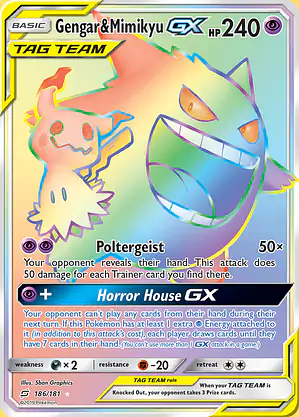 BASIC
Gengar&Mimikyu GX HP240
TAG TEAM
Poltergeist 50×
Your opponent reveals their hand. This attack does
50 damage for each Trainer card you find there.
+ Horror House GX
Your opponent can't play any cards from their hand during their
next turn. If this Pokémon has at least 1 extra Energy attached to
it (in addition to this attack's cost), each player draws cards until they
have 7 cards in their hand. (You can't use more than 1 GX attack in a game.)
weakness ×2 resistance -20 retreat
Illus. 5ban Graphics
TAG TEAM rule
When your TAG TEAM is
Knocked Out, your opponent takes 3 Prize cards.
186/181
©2019 Pokémon